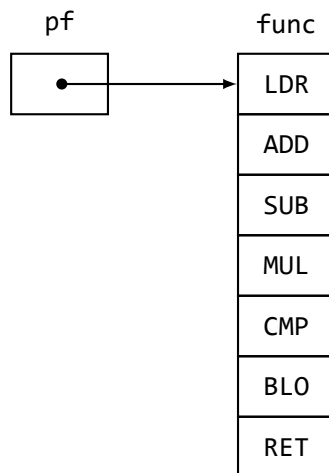 pf func
LDR
ADD
SUB
MUL
CMP
BLO
RET